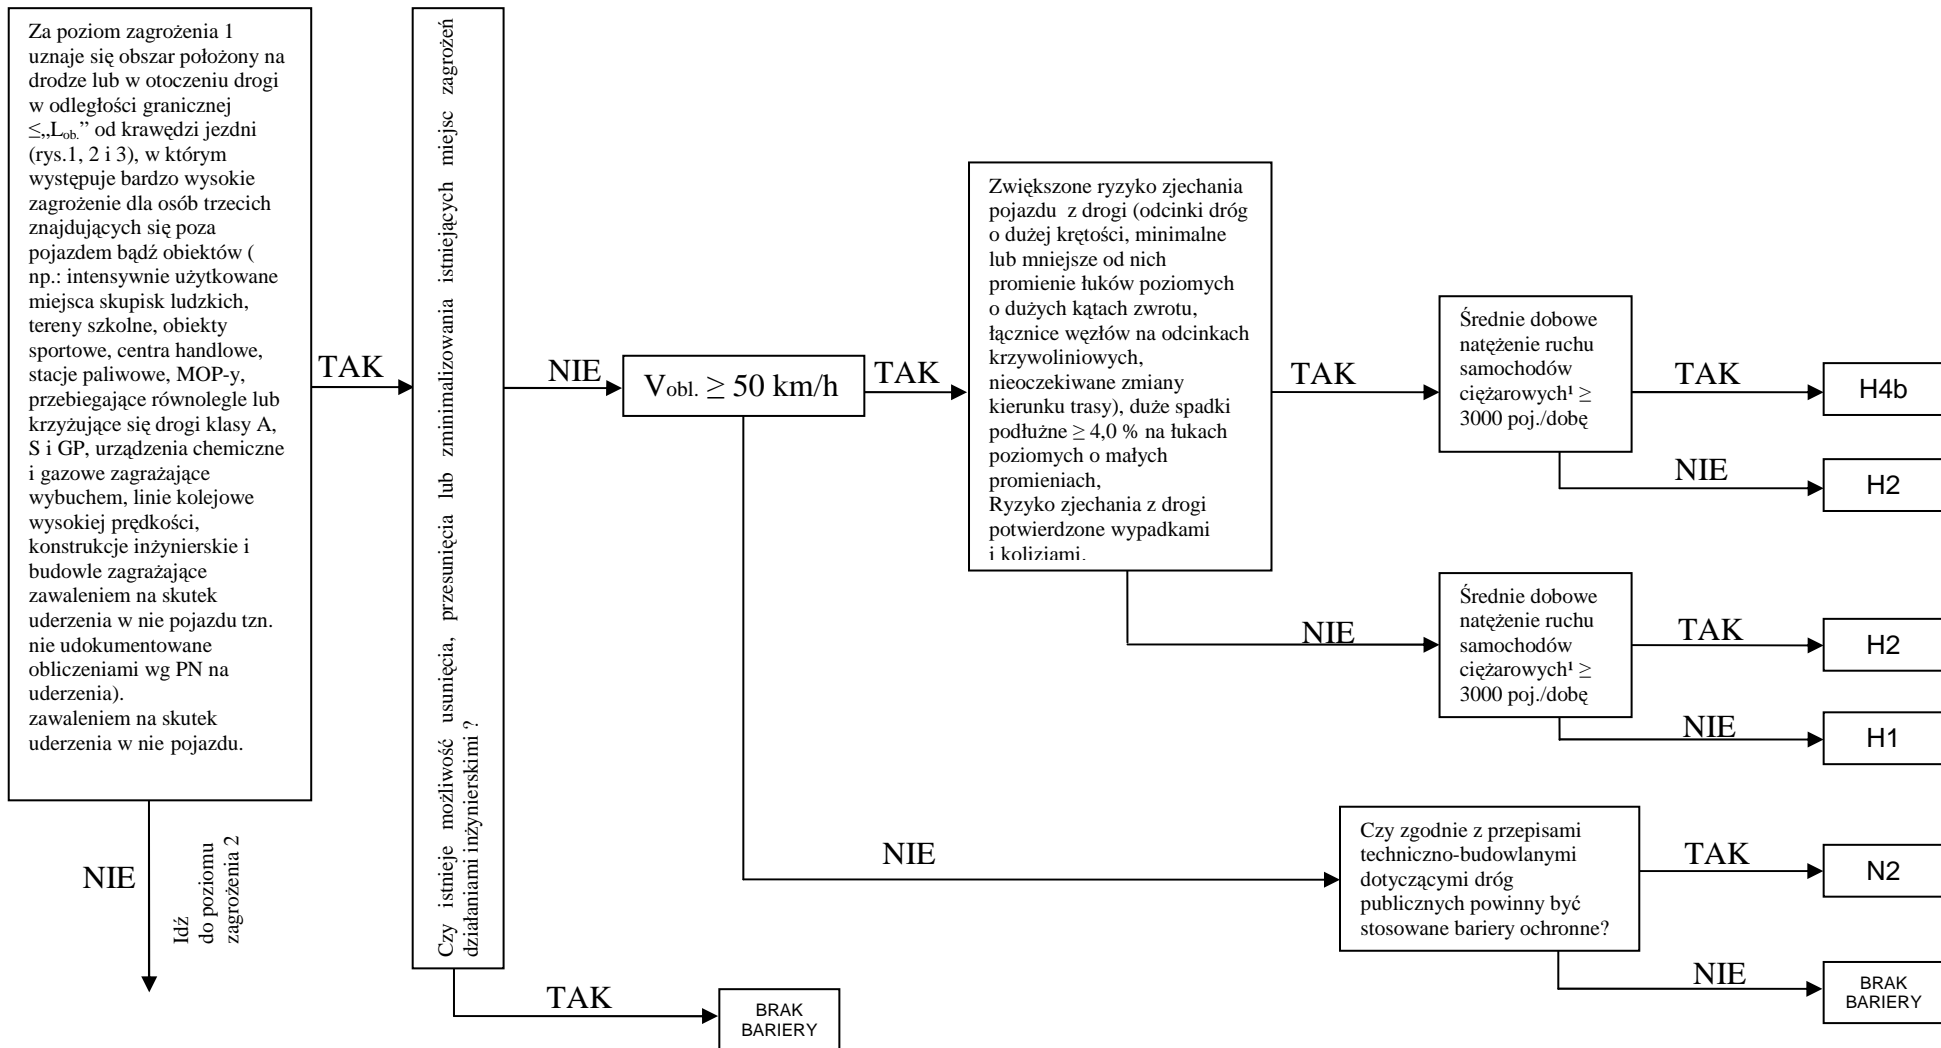 Za poziom zagrożenia 1
uznaje się obszar położony na
drodze lub w otoczeniu drogi
w odległości granicznej
≤„Lob.” od krawędzi jezdni
(rys.1, 2 i 3), w którym
występuje bardzo wysokie
zagrożenie dla osób trzecich
znajdujących się poza
pojazdem bądź obiektów (
np.: intensywnie użytkowane
miejsca skupisk ludzkich,
tereny szkolne, obiekty
sportowe, centra handlowe,
stacje paliwowe, MOP-y,
przebiegające równolegle lub
krzyżujące się drogi klasy A,
S i GP, urządzenia chemiczne
i gazowe zagrażające
wybuchem, linie kolejowe
wysokiej prędkości,
konstrukcje inżynierskie i
budowle zagrażające
zawaleniem na skutek
uderzenia w nie pojazdu tzn.
nie udokumentowane
obliczeniami wg PN na
uderzenia).
zawaleniem na skutek
uderzenia w nie pojazdu.
NIE
Idź
do poziomu
zagrożenia 2
TAK
Czy istnieje możliwość usunięcia, przesunięcia lub zminimalizowania istniejących miejsc zagrożeń
działaniami inżynierskimi ?
TAK
BRAK
BARIERY
NIE
Vobl. ≥ 50 km/h
TAK
Zwiększone ryzyko zjechania
pojazdu z drogi (odcinki dróg
o dużej krętości, minimalne
lub mniejsze od nich
promienie łuków poziomych
o dużych kątach zwrotu,
łącznice węzłów na odcinkach
krzywoliniowych,
nieoczekiwane zmiany
kierunku trasy), duże spadki
podłużne ≥ 4,0 % na łukach
poziomych o małych
promieniach,
Ryzyko zjechania z drogi
potwierdzone wypadkami
i kolizjami.
TAK
Średnie dobowe
natężenie ruchu
samochodów
ciężarowych¹ ≥
3000 poj./dobę
TAK
H4b
NIE
H2
NIE
Średnie dobowe
natężenie ruchu
samochodów
ciężarowych¹ ≥
3000 poj./dobę
TAK
H2
NIE
H1
NIE
Czy zgodnie z przepisami
techniczno-budowlanymi
dotyczącymi dróg
publicznych powinny być
stosowane bariery ochronne?
TAK
N2
NIE
BRAK
BARIERY